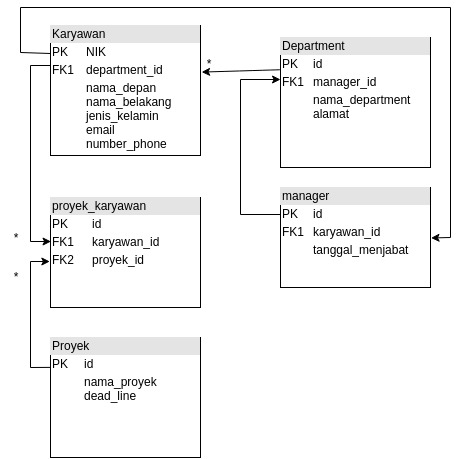 Karyawan
PK NIK
FK1 department_id
nama_depan
nama_belakang
jenis_kelamin
email
number_phone
*
Department
PK id
FK1 manager_id
nama_department
alamat
proyek_karyawan
PK id
FK1 karyawan_id
FK2 proyek_id
*
*
manager
PK id
FK1 karyawan_id
tanggal_menjabat
Proyek
PK id
nama_proyek
dead_line